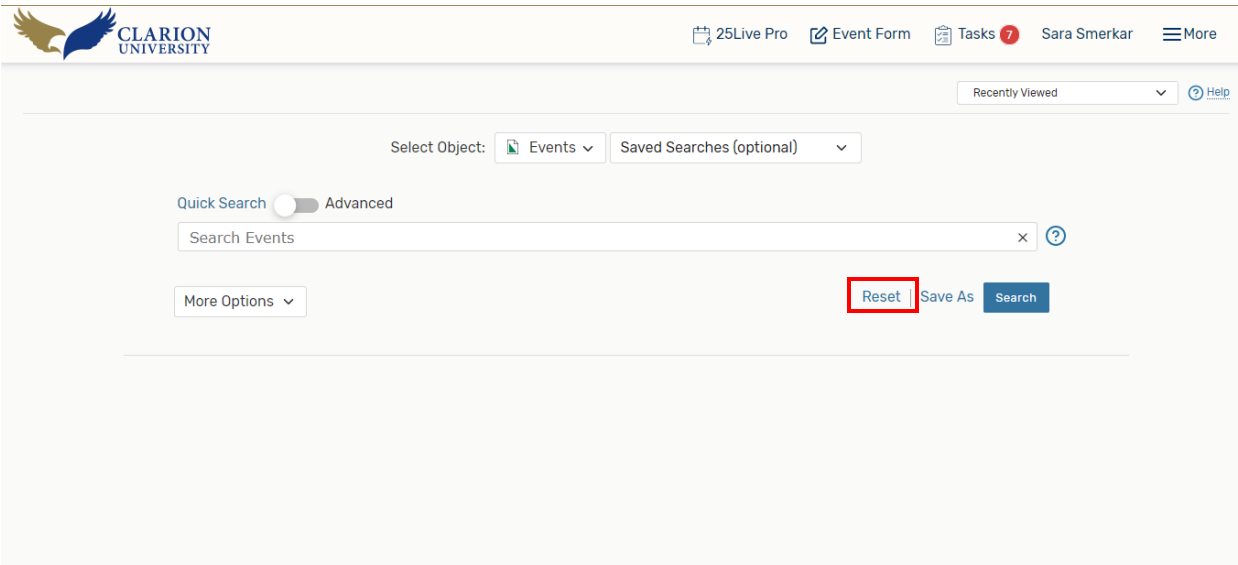 CLARION
UNIVERSITY
25Live Pro Event Form Tasks 7 Sara Smerkar More
Recently Viewed Help
Select Object: Events Saved Searches (optional)
Quick Search Advanced
Search Events
More Options Reset Save As Search